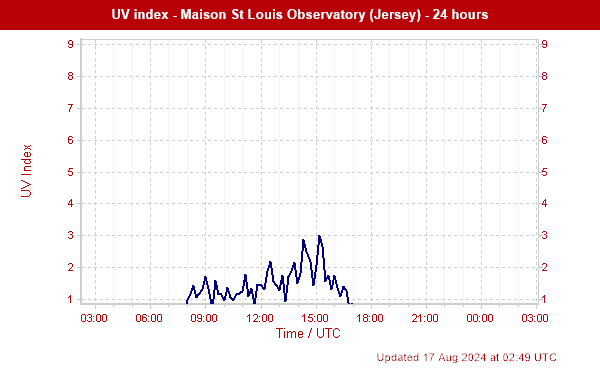 UV index - Maison St Louis Observatory (Jersey) - 24 hours
9 9
8 8
7 7
6 6
5 5
4 4
3 3
2 2
1 1
UV Index
03:00 06:00 09:00 12:00 15:00 18:00 21:00 00:00 03:00
Time / UTC
Updated 17 Aug 2024 at 02:49 UTC